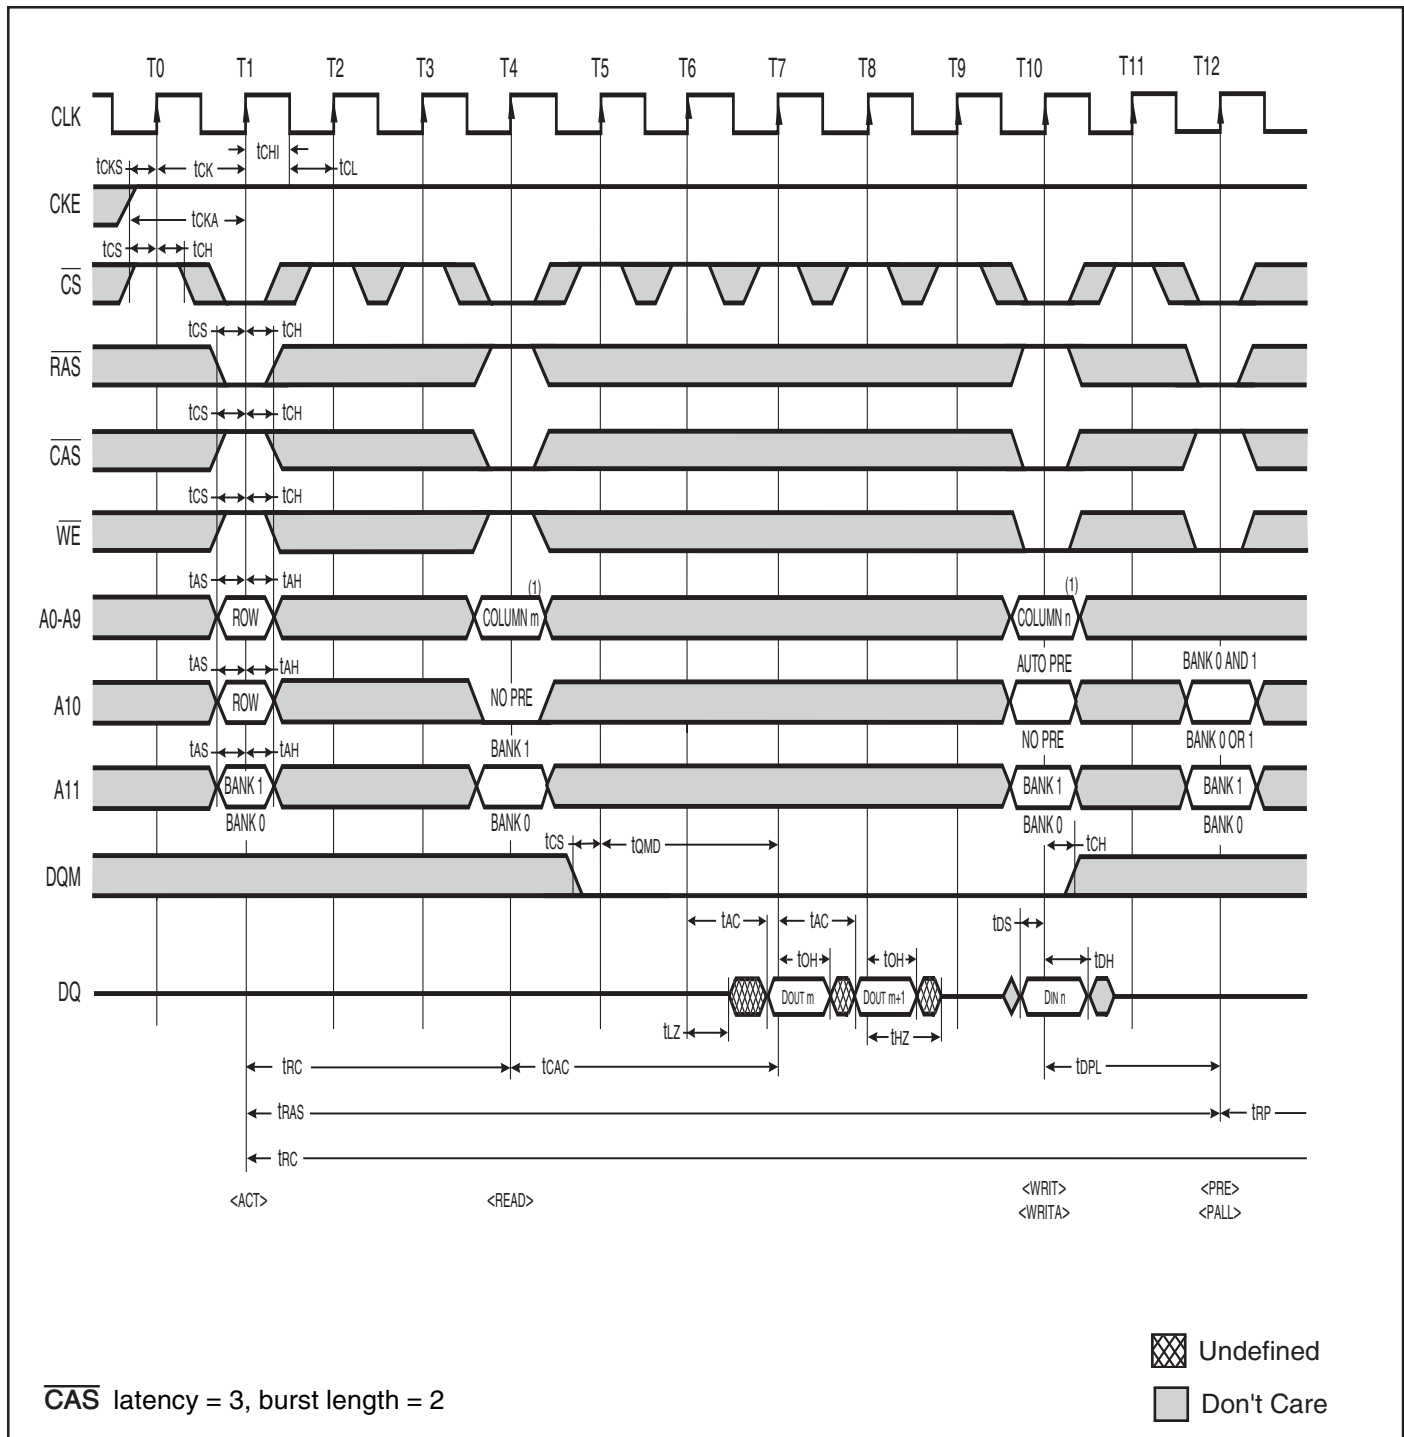 T0 T1 T2 T3 T4 T5 T6 T7 T8 T9 T10 T11 T12
CLK
tCHI
tCKS tCK tCL
CKE
tCKA
tCS tCH
CS
tCS tCH
RAS
tCS tCH
CAS
tCS tCH
WE
tAS tAH (1) (1)
A0-A9 ROW COLUMN m COLUMN n
tAS tAH AUTO PRE BANK 0 AND 1
A10 ROW NO PRE
tAS tAH BANK 1 NO PRE BANK 0 OR 1
A11 BANK 1 BANK 1 BANK 1
BANK 0 BANK 0 BANK 0 BANK 0
tCS tQMD tCH
DQM
tAC tAC tDS
tOH tOH tDH
DQ DOUT m DOUT m+1 DIN n
tLZ tHZ
tRC tCAC tDPL
tRAS tRP
tRC
<ACT> <READ> <WRIT> <PRE>
<WRITA> <PALL>
Undefined
CAS latency = 3, burst length = 2
Don't Care